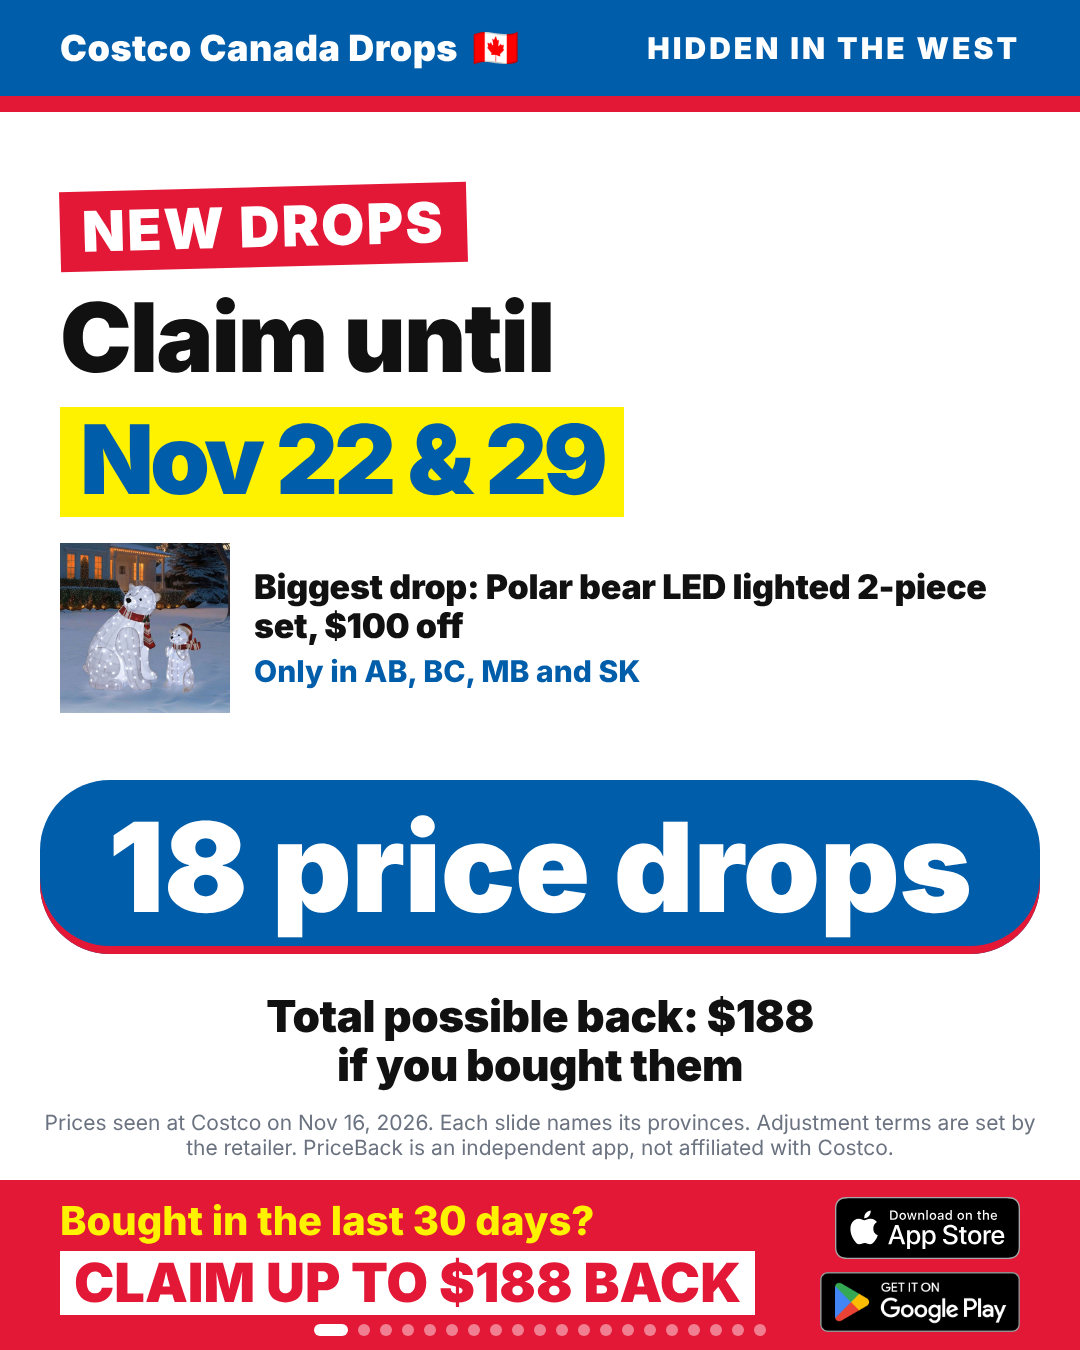 Costco Canada Drops 🇨🇦
HIDDEN IN THE WEST
NEW DROPS
Claim until
Nov 22 & 29
Biggest drop: Polar bear LED lighted 2-piece
set, $100 off
Only in AB, BC, MB and SK
18 price drops
Total possible back: $188
if you bought them
Prices seen at Costco on Nov 16, 2026. Each slide names its provinces. Adjustment terms are set by
the retailer. PriceBack is an independent app, not affiliated with Costco.
Bought in the last 30 days?
CLAIM UP TO $188 BACK
Download on the
App Store
GET IT ON
Google Play